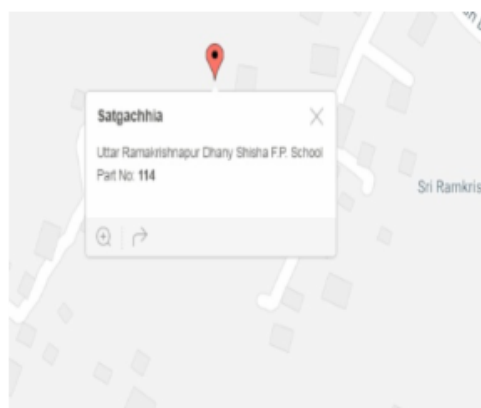 Satgachhia
Uttar Ramakrishnapur Dhany Shisha F.P. School
Part No: 114
Sri Ramkris